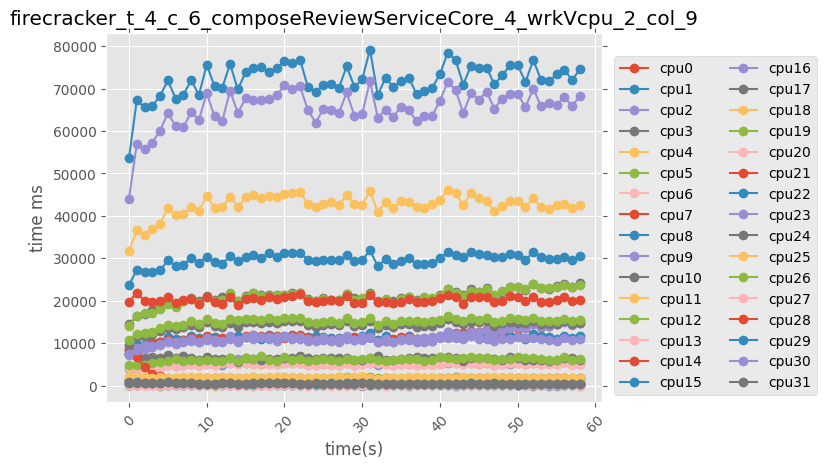 firecracker_t_4_c_6_composeReviewServiceCore_4_wrkVcpu_2_col_9
80000
70000
60000
50000
40000
30000
20000
10000
0
time ms
0
10
20
30
40
50
60
time(s)
cpu0
cpu1
cpu2
cpu3
cpu4
cpu5
cpu6
cpu7
cpu8
cpu9
cpu10
cpu11
cpu12
cpu13
cpu14
cpu15
cpu16
cpu17
cpu18
cpu19
cpu20
cpu21
cpu22
cpu23
cpu24
cpu25
cpu26
cpu27
cpu28
cpu29
cpu30
cpu31